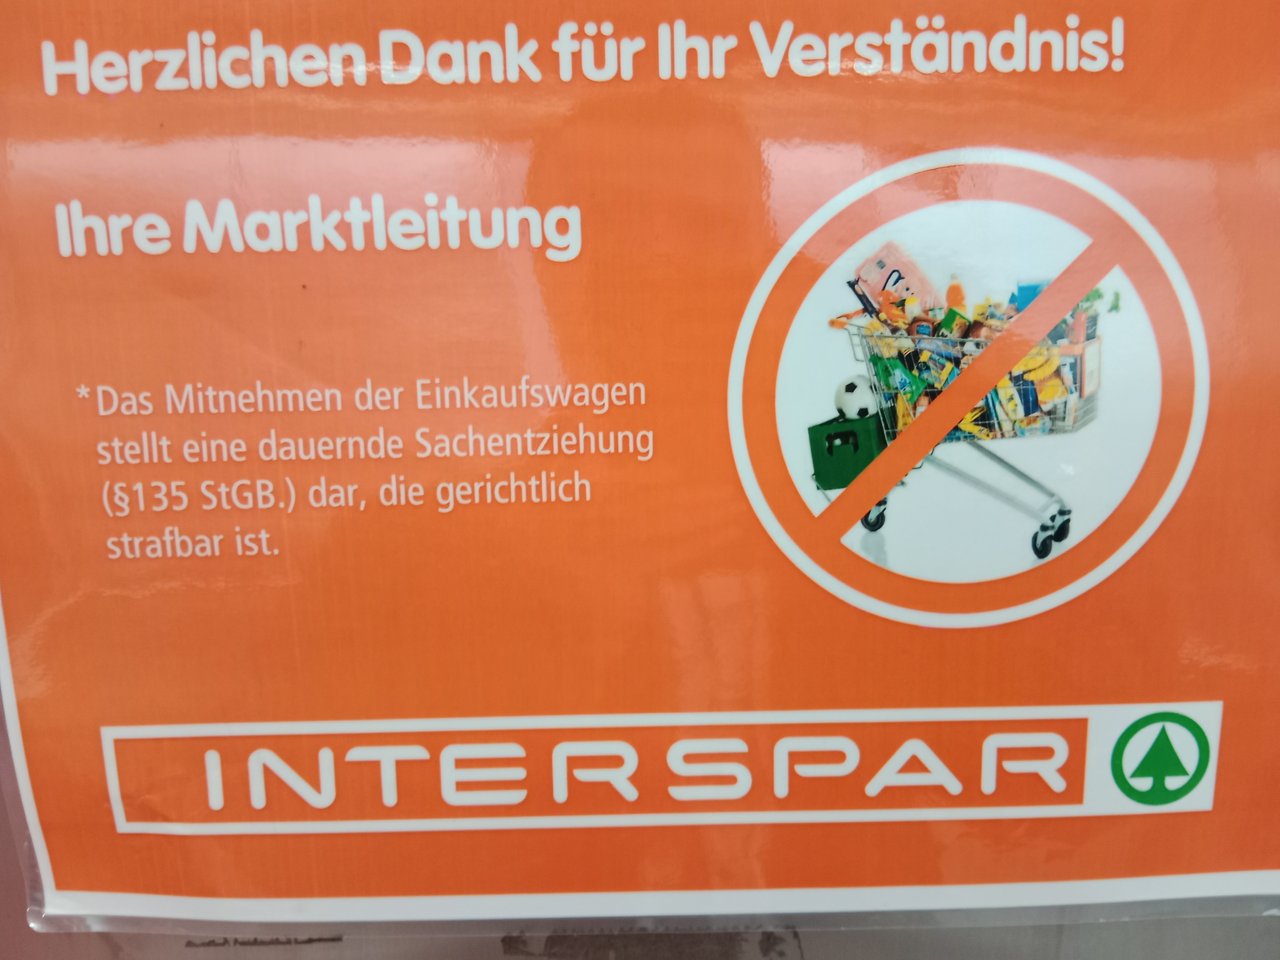 Herzlichen Dank für Ihr Verständnis!
Ihre Marktleitung
*Das Mitnehmen der Einkaufswagen
stellt eine dauernde Sachentziehung
(§135 StGB.) dar, die gerichtlich
strafbar ist.
INTERSPAR